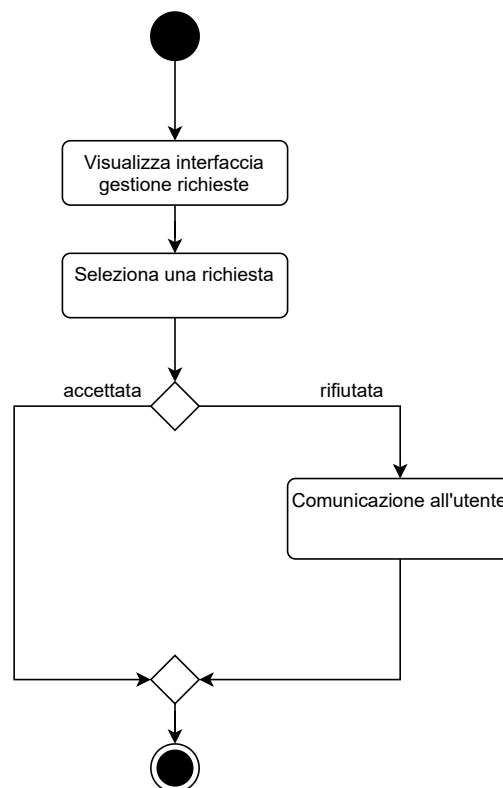 Visualizza interfaccia
gestione richieste
Seleziona una richiesta
accettata
rifiutata
Comunicazione all'utente